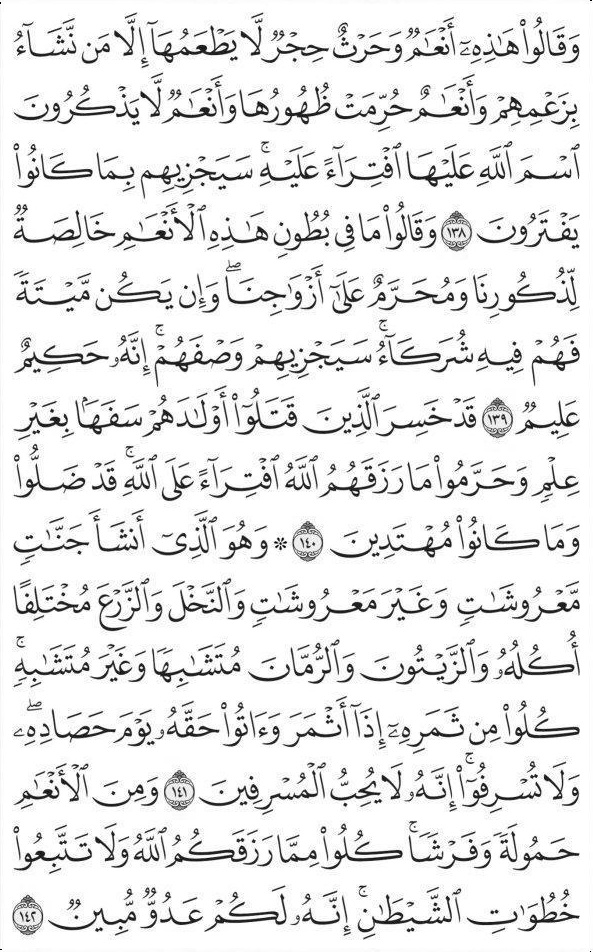 وَقَالُوا۟ هَـٰذِهِۦٓ أَنْعَـٰمٌ وَحَرْثٌ حِجْرٌ لَّا يَطْعَمُهَآ إِلَّا مَن نَّشَآءُ
بِزَعْمِهِمْ وَأَنْعَـٰمٌ حُرِّمَتْ ظُهُورُهَا وَأَنْعَـٰمٌ لَّا يَذْكُرُونَ
ٱسْمَ ٱللَّهِ عَلَيْهَا ٱفْتِرَآءً عَلَيْهِ ۚ سَيَجْزِيهِم بِمَا كَانُوا۟
يَفْتَرُونَ ١٣٨ وَقَالُوا۟ مَا فِى بُطُونِ هَـٰذِهِ ٱلْأَنْعَـٰمِ خَالِصَةٌ
لِّذُكُورِنَا وَمُحَرَّمٌ عَلَىٰٓ أَزْوَٰجِنَا ۖ وَإِن يَكُن مَّيْتَةً
فَهُمْ فِيهِ شُرَكَآءُ ۚ سَيَجْزِيهِمْ وَصْفَهُمْ ۚ إِنَّهُۥ حَكِيمٌ
عَلِيمٌ ١٣٩ قَدْ خَسِرَ ٱلَّذِينَ قَتَلُوٓا۟ أَوْلَـٰدَهُمْ سَفَهًۢا بِغَيْرِ
عِلْمٍ وَحَرَّمُوا۟ مَا رَزَقَهُمُ ٱللَّهُ ٱفْتِرَآءً عَلَى ٱللَّهِ ۚ قَدْ ضَلُّوا۟
وَمَا كَانُوا۟ مُهْتَدِينَ ١٤٠ ۞ وَهُوَ ٱلَّذِىٓ أَنشَأَ جَنَّـٰتٍ
مَّعْرُوشَـٰتٍ وَغَيْرَ مَعْرُوشَـٰتٍ وَٱلنَّخْلَ وَٱلزَّرْعَ مُخْتَلِفًا
أُكُلُهُۥ وَٱلزَّيْتُونَ وَٱلرُّمَّانَ مُتَشَـٰبِهًا وَغَيْرَ مُتَشَـٰبِهٍ ۚ
كُلُوا۟ مِن ثَمَرِهِۦٓ إِذَآ أَثْمَرَ وَءَاتُوا۟ حَقَّهُۥ يَوْمَ حَصَادِهِۦ ۖ
وَلَا تُسْرِفُوٓا۟ ۚ إِنَّهُۥ لَا يُحِبُّ ٱلْمُسْرِفِينَ ١٤١ وَمِنَ ٱلْأَنْعَـٰمِ
حَمُولَةً وَفَرْشًا ۚ كُلُوا۟ مِمَّا رَزَقَكُمُ ٱللَّهُ وَلَا تَتَّبِعُوا۟
خُطُوَٰتِ ٱلشَّيْطَـٰنِ ۚ إِنَّهُۥ لَكُمْ عَدُوٌّ مُّبِينٌ ١٤٢